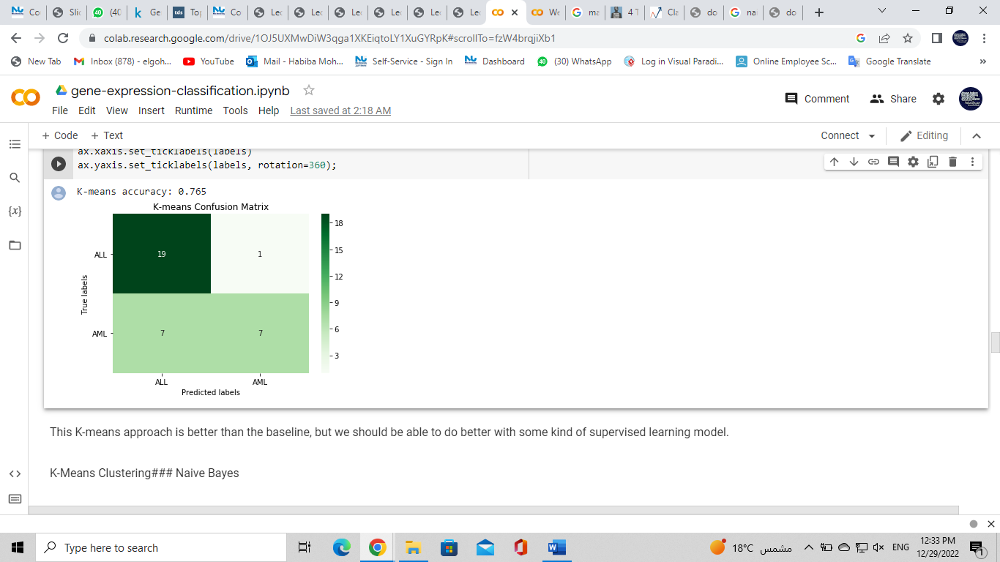 Co
Slic
(40
Ge
tds
Top
Co
Lec
Lec
Lec
Lec
Lec
Lec
We
ma
4 T
Cla
do
na
do
colab.research.google.com/drive/1OJ5UXMwDiW3qga1XKEiqtoLY1XuGYRpK#scrollTo=fzW4brqjiXb1
New Tab
Inbox (878) - elgoh...
YouTube
Mail - Habiba Moh...
Self-Service - Sign In
Dashboard
(30) WhatsApp
Log in Visual Paradi...
Online Employee Sc...
Google Translate
»
gene-expression-classification.ipynb
File Edit View Insert Runtime Tools Help Last saved at 2:18 AM
Comment
Share
+ Code + Text
Connect
Editing
ax.xaxis.set_ticklabels(labels)
ax.yaxis.set_ticklabels(labels, rotation=360);
K-means accuracy: 0.765
K-means Confusion Matrix
ALL
19
1
AML
7
7
ALL
AML
True labels
Predicted labels
18
15
12
9
6
3
This K-means approach is better than the baseline, but we should be able to do better with some kind of supervised learning model.
K-Means Clustering### Naive Bayes
Type here to search
18°C مشمس
ENG
12:33 PM
12/29/2022
1